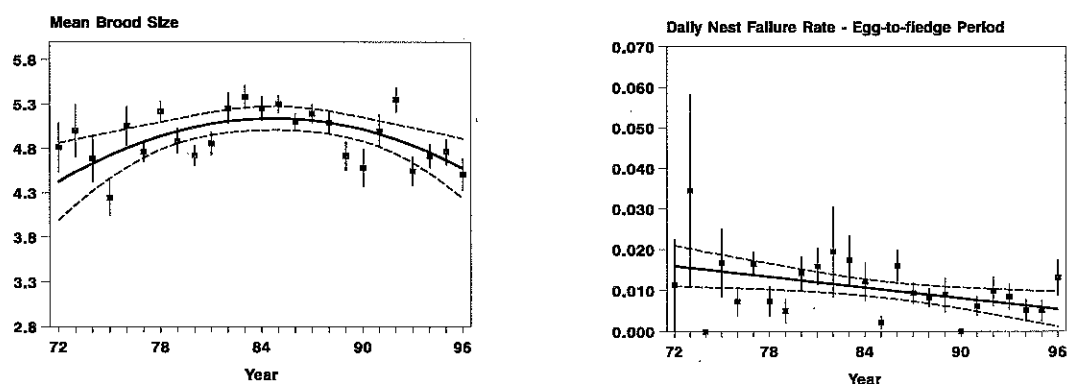 Mean Brood Size
5.8
5.3
4.8
4.3
3.8
3.3
2.8
72 78 84 90 96
Year
Daily Nest Failure Rate - Egg-to-fledge Period
0.070
0.060
0.050
0.040
0.030
0.020
0.010
0.000
72 78 84 90 96
Year